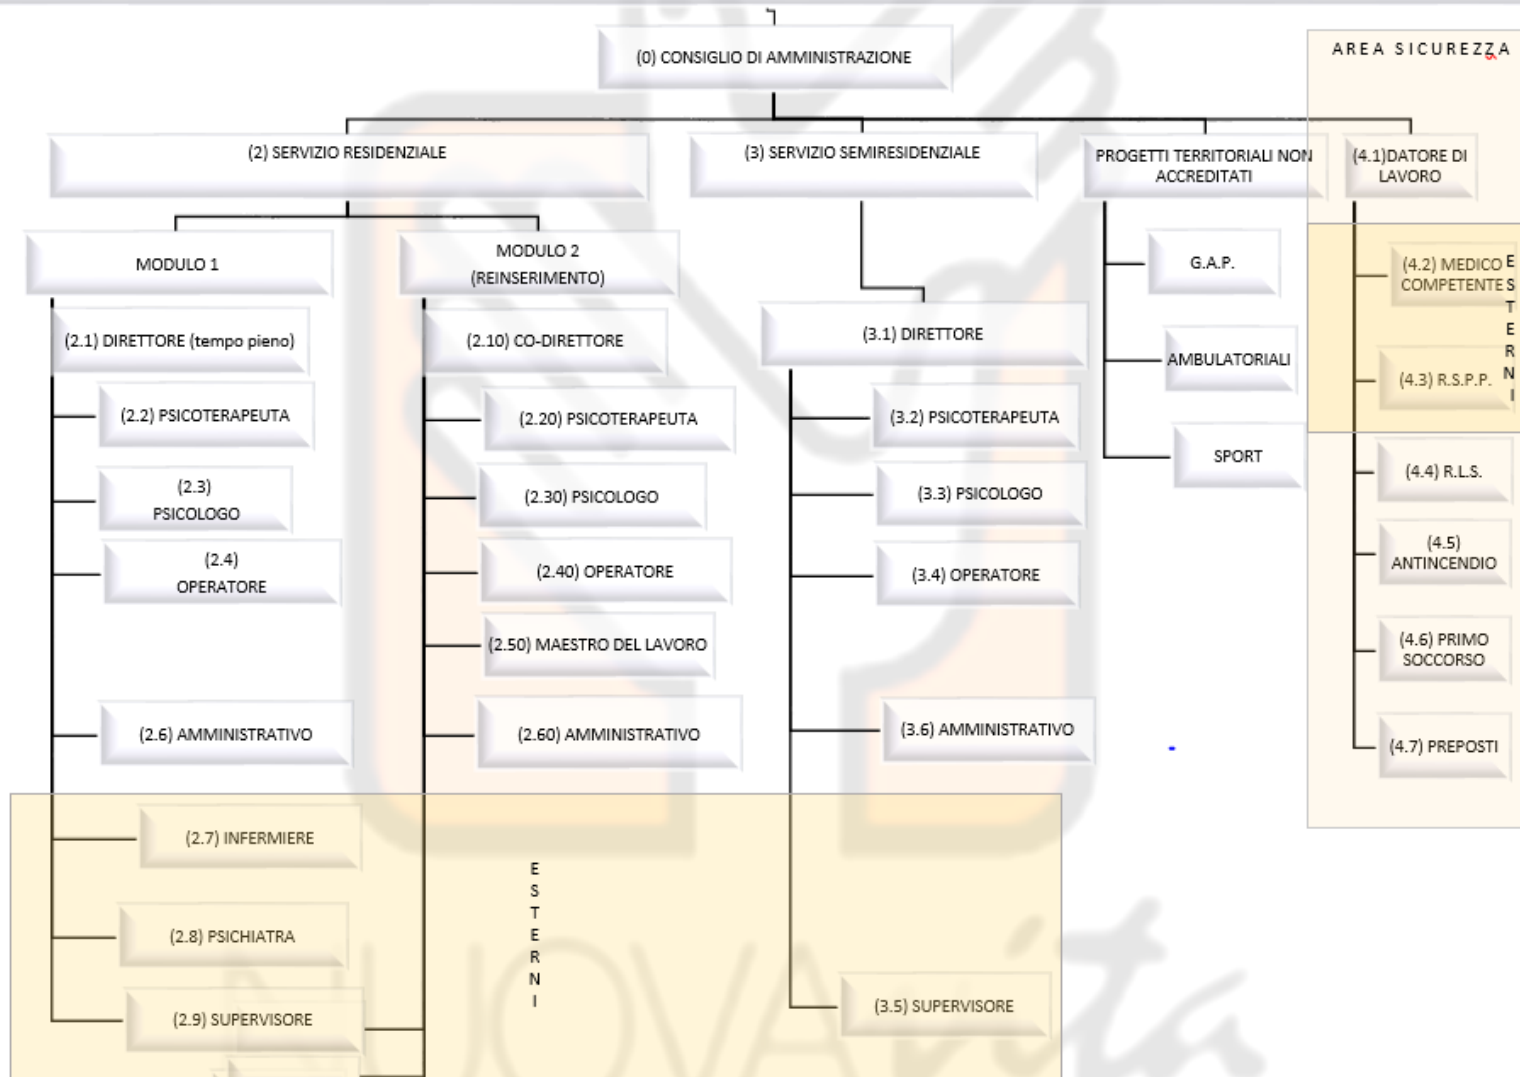 (0) CONSIGLIO DI AMMINISTRAZIONE
AREA SICUREZZA
(2) SERVIZIO RESIDENZIALE
(3) SERVIZIO SEMIRESIDENZIALE
PROGETTI TERRITORIALI NON
ACCREDITATI
(4.1)DATORE DI
LAVORO
MODULO 1
MODULO 2
(REINSERIMENTO)
(2.1) DIRETTORE (tempo pieno)
(2.2) PSICOTERAPEUTA
(2.3)
PSICOLOGO
(2.4)
OPERATORE
(2.6) AMMINISTRATIVO
(2.7) INFERMIERE
(2.8) PSICHIATRA
(2.9) SUPERVISORE
(2.10) CO-DIRETTORE
(2.20) PSICOTERAPEUTA
(2.30) PSICOLOGO
(2.40) OPERATORE
(2.50) MAESTRO DEL LAVORO
(2.60) AMMINISTRATIVO
ESTERNI
(3.1) DIRETTORE
(3.2) PSICOTERAPEUTA
(3.3) PSICOLOGO
(3.4) OPERATORE
(3.6) AMMINISTRATIVO
(3.5) SUPERVISORE
G.A.P.
AMBULATORIALI
SPORT
(4.2) MEDICO
COMPETENTE
(4.3) R.S.P.P.
ESTERNI
(4.4) R.L.S.
(4.5)
ANTINCENDIO
(4.6) PRIMO
SOCCORSO
(4.7) PREPOSTI
NUOVA vita